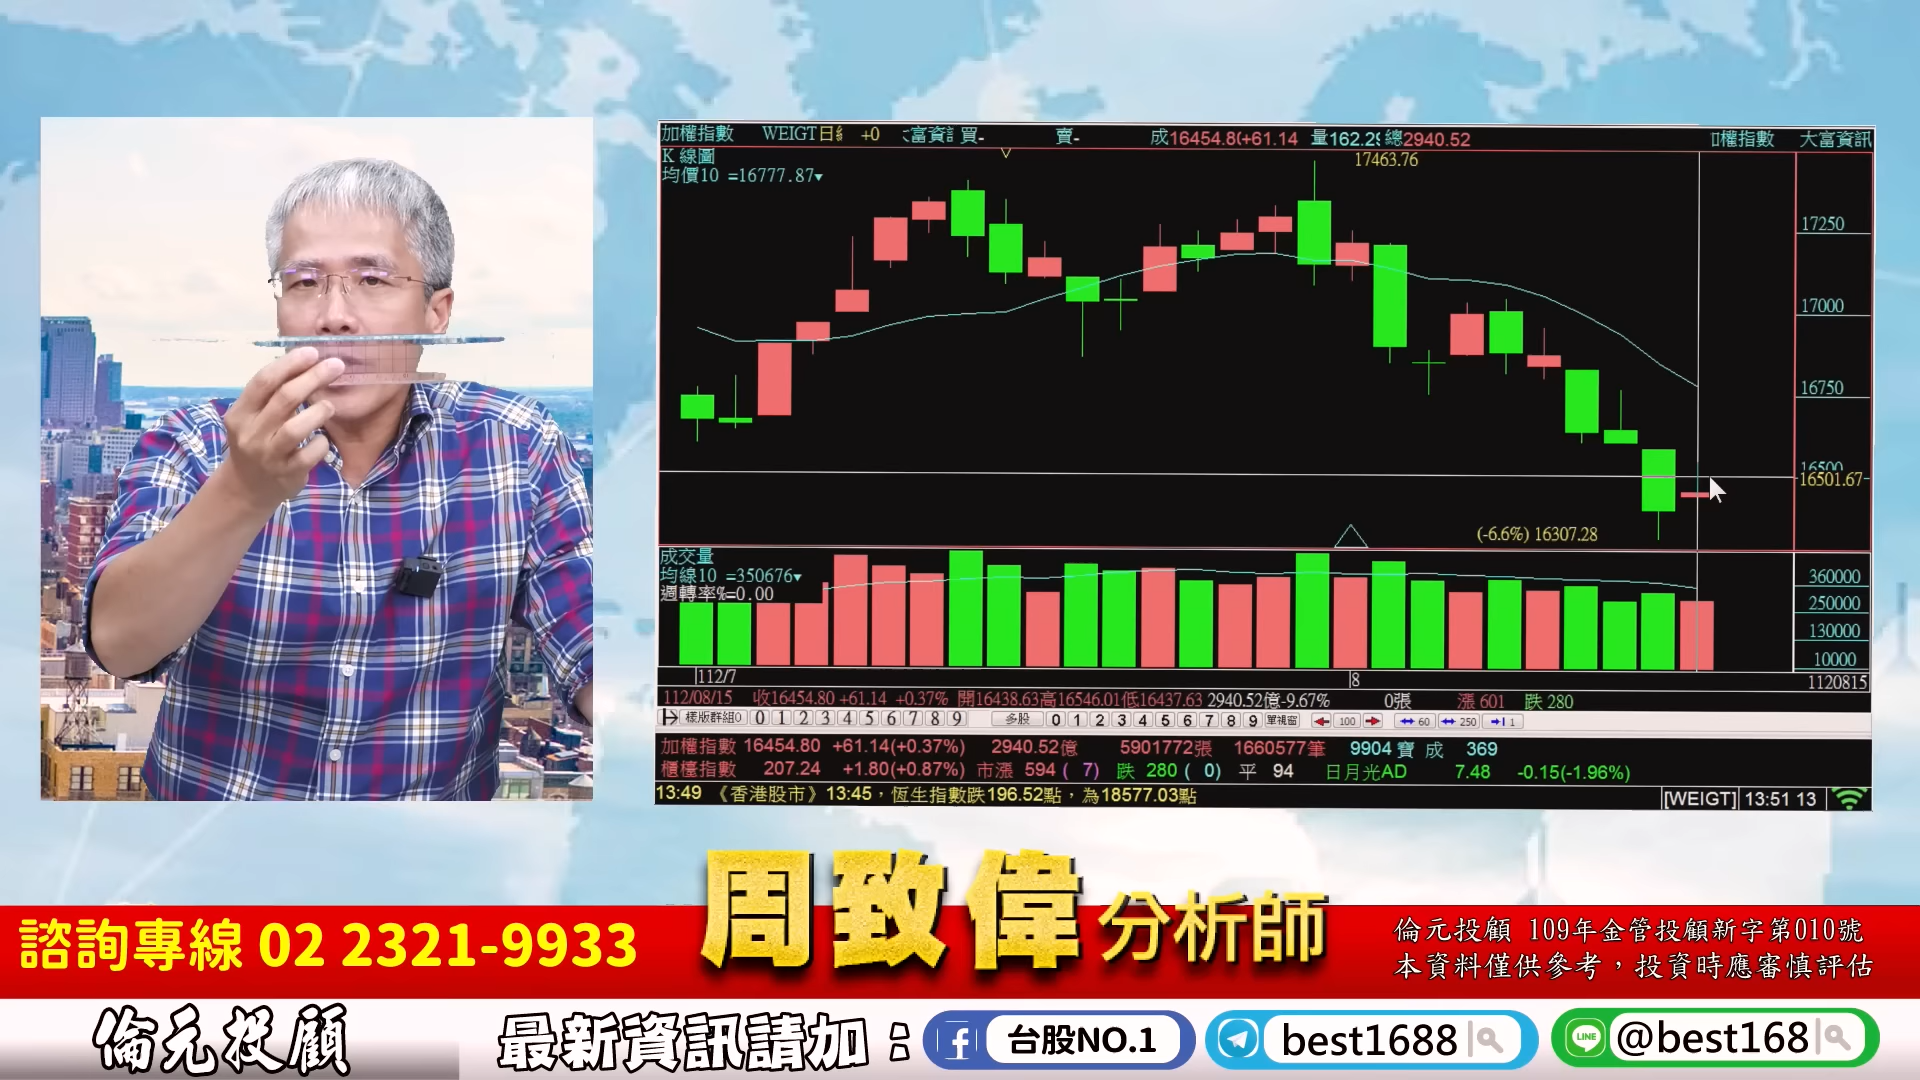 加權指數 WEIGT日 +0 大富資訊 買- 賣- 成16454.80+61.14 量162.29 總2940.52 權指數 大富資訊
K 線圖 17463.76
均價10 =16777.87▾
17250
17000
16750
16500
16501.67
(-6.6%) 16307.28
成交量
均線10 =350676▾
週轉率%=0.00
360000
250000
130000
10000
112/7 8 1120815
112/08/15 收16454.80 +61.14 +0.37% 開16438.63高16546.01低16437.63 2940.52億-9.67% 0張 漲 601 跌 280
樣版群組0 0 1 2 3 4 5 6 7 8 9 多股 0 1 2 3 4 5 6 7 8 9 單視窗 100 60 250 1
加權指數 16454.80 +61.14(+0.37%) 2940.52億 5901772張 1660577筆 9904 寶 成 369
櫃檯指數 207.24 +1.80(+0.87%) 市漲 594 ( 7) 跌 280 ( 0) 平 94 日月光AD 7.48 -0.15(-1.96%)
13:49 《香港股市》13:45，恆生指數跌196.52點，為18577.03點 [WEIGT] 13:51 13
周致偉分析師
諮詢專線 02 2321-9933
倫元投顧 109年金管投顧新字第010號
本資料僅供參考，投資時應審慎評估
倫元投顧 最新資訊請加： 台股NO.1 best1688 LINE @best168